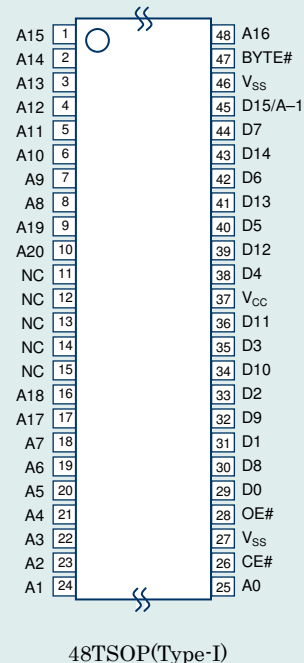 A15 1 48 A16
A14 2 47 BYTE#
A13 3 46 VSS
A12 4 45 D15/A–1
A11 5 44 D7
A10 6 43 D14
A9 7 42 D6
A8 8 41 D13
A19 9 40 D5
A20 10 39 D12
NC 11 38 D4
NC 12 37 VCC
NC 13 36 D11
NC 14 35 D3
NC 15 34 D10
A18 16 33 D2
A17 17 32 D9
A7 18 31 D1
A6 19 30 D8
A5 20 29 D0
A4 21 28 OE#
A3 22 27 VSS
A2 23 26 CE#
A1 24 25 A0
48TSOP(Type-I)